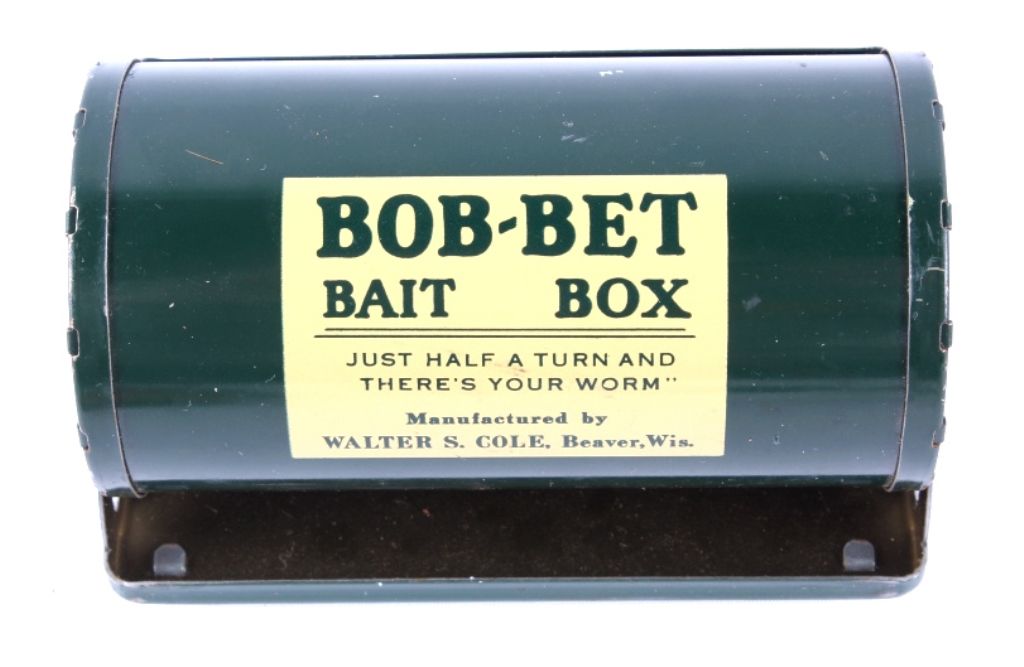 BOB-BET
BAIT BOX
JUST HALF A TURN AND
THERE'S YOUR WORM"
Manufactured by
WALTER S. COLE, Beaver, Wis.